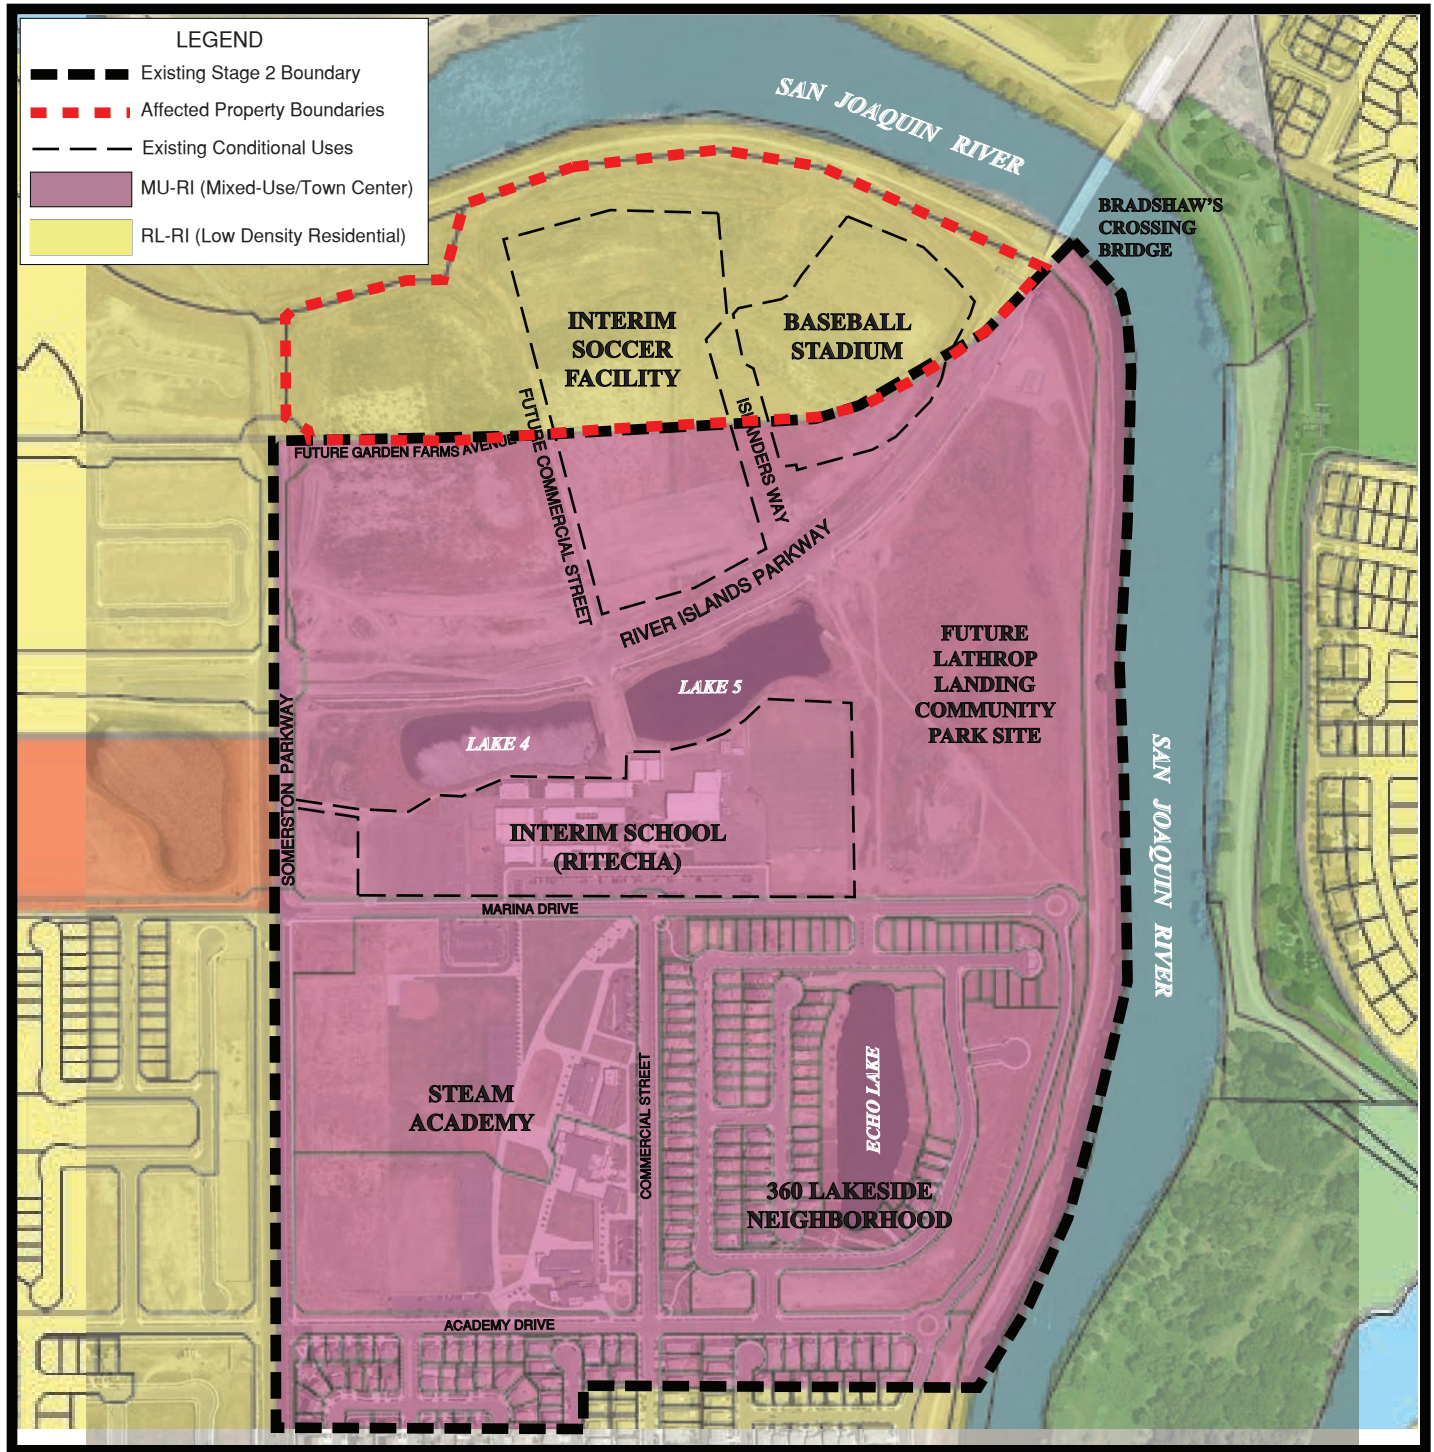 LEGEND
Existing Stage 2 Boundary
Affected Property Boundaries
Existing Conditional Uses
MU-RI (Mixed-Use/Town Center)
RL-RI (Low Density Residential)
SAN JOAQUIN RIVER
BRADSHAW'S
CROSSING
BRIDGE
INTERIM
SOCCER
FACILITY
BASEBALL
STADIUM
FUTURE GARDEN FARMS AVENUE
FUTURE COMMERCIAL STREET
ISLANDERS WAY
RIVER ISLANDS PARKWAY
FUTURE
LATHROP
LANDING
COMMUNITY
PARK SITE
LAKE 5
LAKE 4
SOMERSTON PARKWAY
SAN JOAQUIN RIVER
INTERIM SCHOOL
(RITECHA)
MARINA DRIVE
STEAM
ACADEMY
COMMERCIAL STREET
ECHO LAKE
360 LAKESIDE
NEIGHBORHOOD
ACADEMY DRIVE